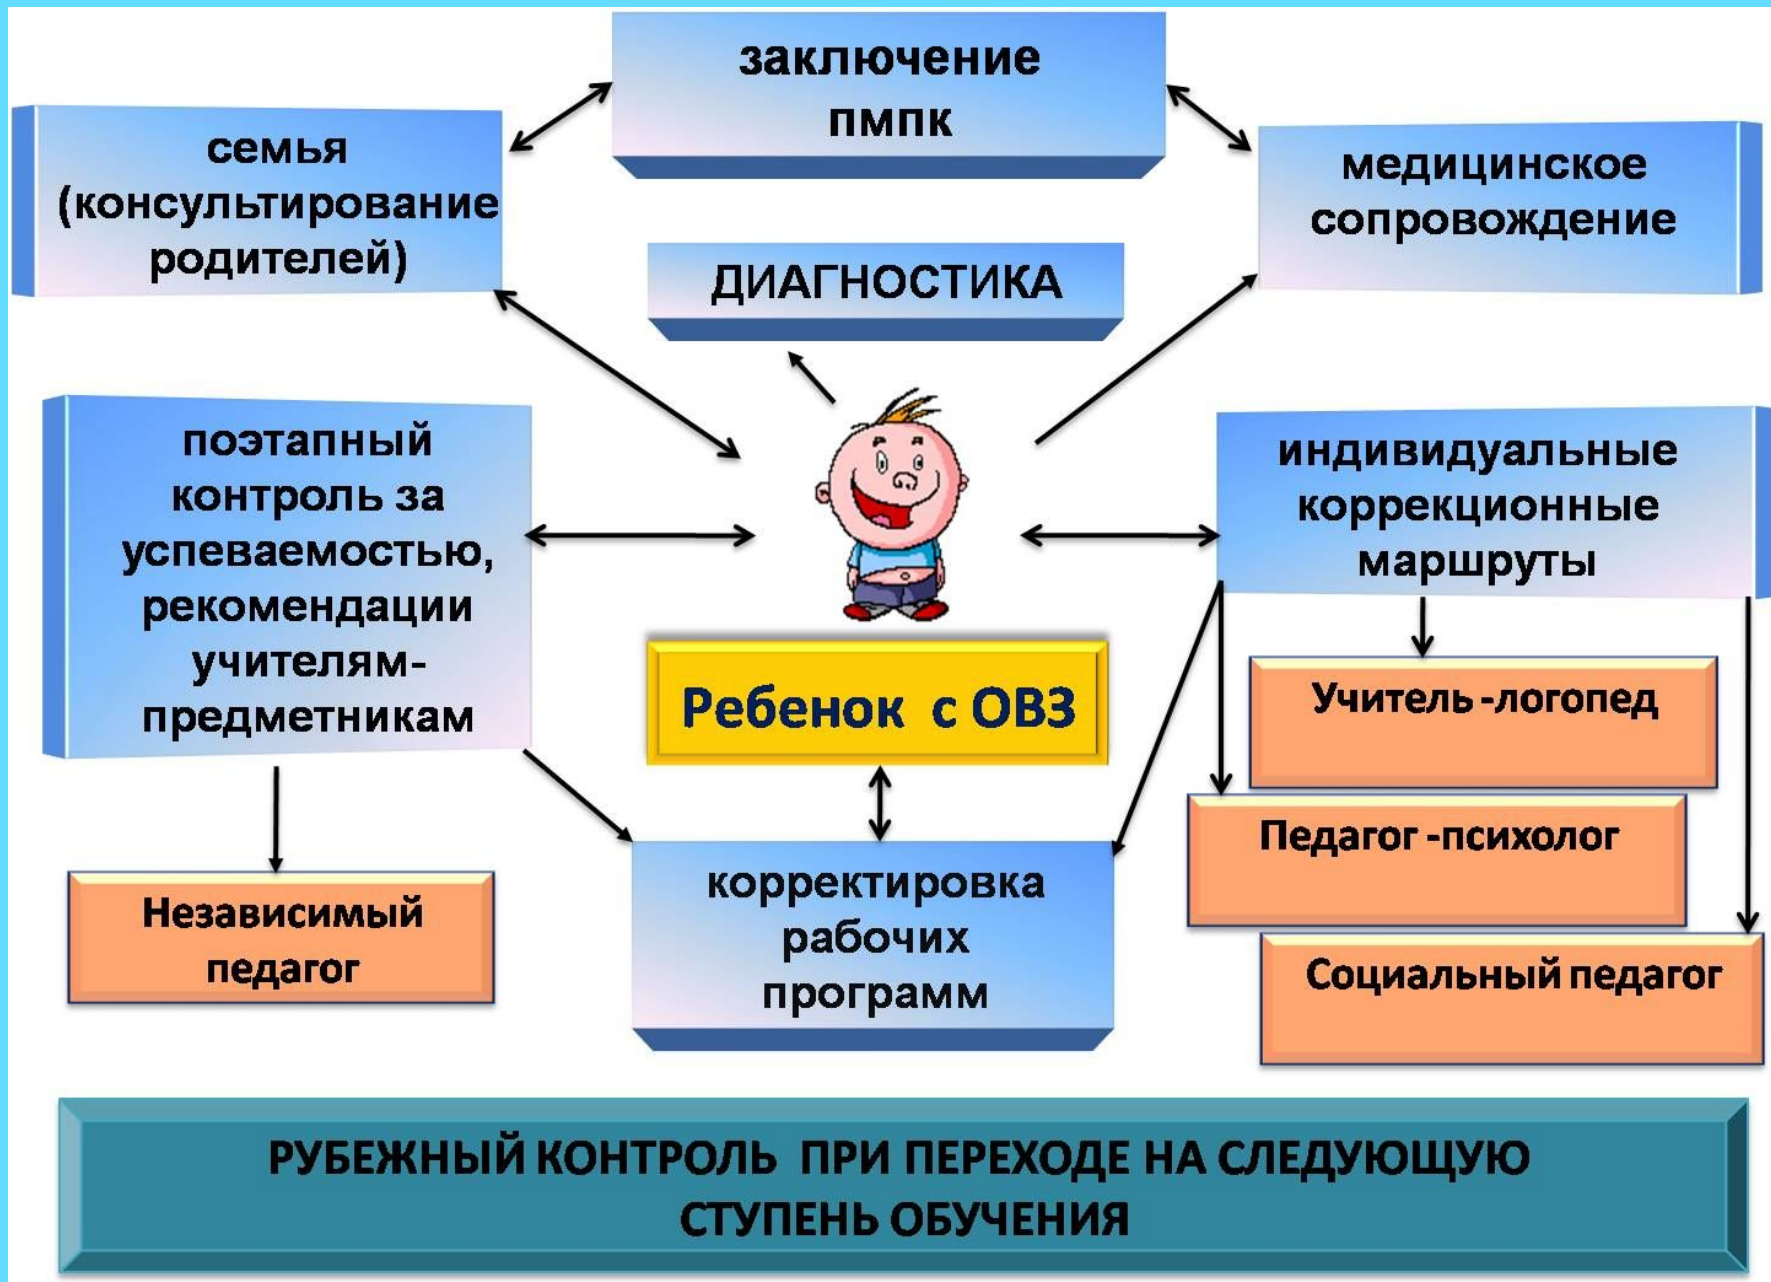 заключение
пмпк
семья
(консультирование
родителей)
медицинское
сопровождение
ДИАГНОСТИКА
поэтапный
контроль за
успеваемостью,
рекомендации
учителям-
предметникам
индивидуальные
коррекционные
маршруты
Ребенок с ОВЗ
Учитель -логопед
Педагог -психолог
Социальный педагог
Независимый
педагог
корректировка
рабочих
программ
РУБЕЖНЫЙ КОНТРОЛЬ ПРИ ПЕРЕХОДЕ НА СЛЕДУЮЩУЮ
СТУПЕНЬ ОБУЧЕНИЯ